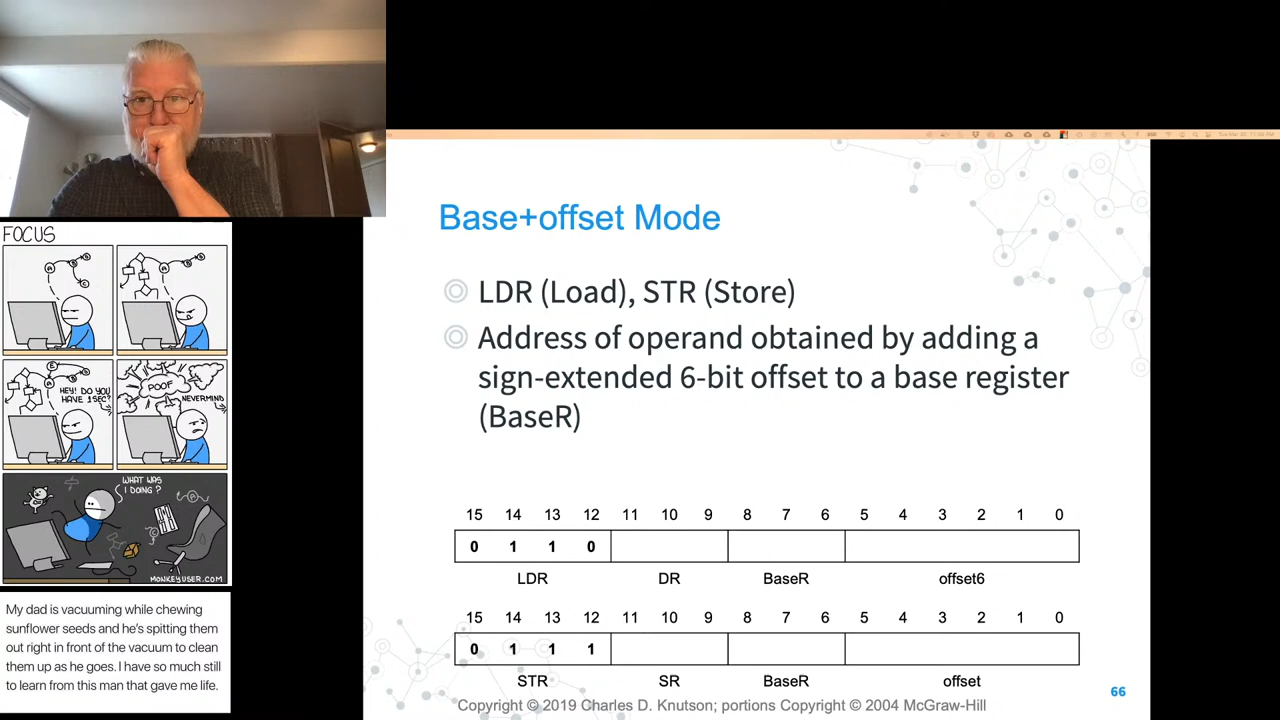 FOCUS
HEY! DO YOU
HAVE 1SEC?
POOF
NEVERMIND
WHAT WAS
I DOING?
MONKEYUSER.COM
My dad is vacuuming while chewing
sunflower seeds and he's spitting them
out right in front of the vacuum to clean
them up as he goes. I have so much still
to learn from this man that gave me life.
Base+offset Mode
LDR (Load), STR (Store)
Address of operand obtained by adding a
sign-extended 6-bit offset to a base register
(BaseR)
15 14 13 12 11 10 9 8 7 6 5 4 3 2 1 0
0 1 1 0
LDR DR BaseR offset6
15 14 13 12 11 10 9 8 7 6 5 4 3 2 1 0
0 1 1 1
STR SR BaseR offset
Copyright © 2019 Charles D. Knutson; portions Copyright © 2004 McGraw-Hill
66